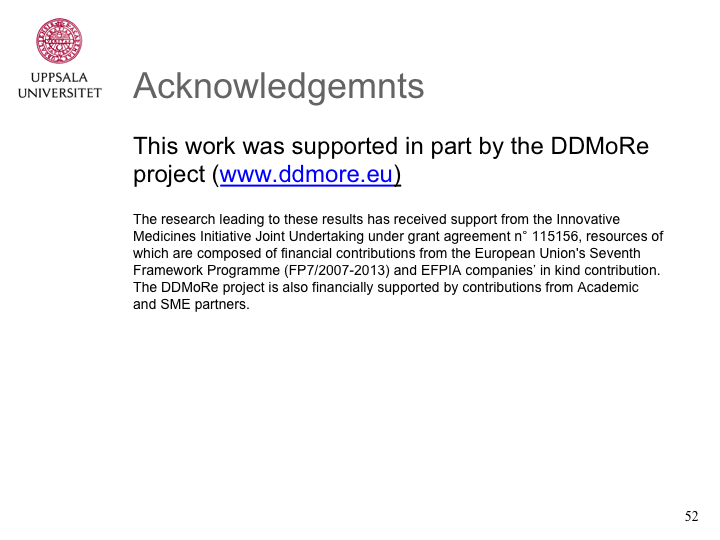 UPPSALA
UNIVERSITET
Acknowledgemnts
This work was supported in part by the DDMoRe
project (www.ddmore.eu)
The research leading to these results has received support from the Innovative
Medicines Initiative Joint Undertaking under grant agreement n° 115156, resources of
which are composed of financial contributions from the European Union's Seventh
Framework Programme (FP7/2007-2013) and EFPIA companies’ in kind contribution.
The DDMoRe project is also financially supported by contributions from Academic
and SME partners.
52